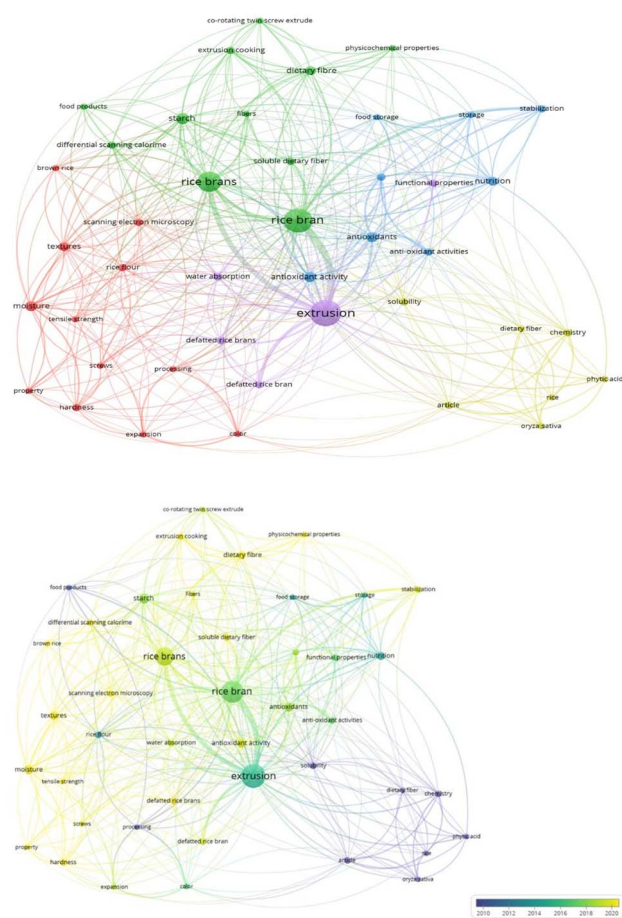 co-rotating twin screw extrude
extrusion cooking
physicochemical properties
dietary fibre
food products
starch
fibers
food storage
storage
stabilization
differential scanning calorime
soluble dietary fiber
brown rice
rice brans
functional properties
nutrition
scanning electron microscopy
rice bran
textures
antioxidants
anti-oxidant activities
rice flour
water absorption
antioxidant activity
moisture
solubility
extrusion
tensile strength
dietary fiber
chemistry
defatted rice brans
screws
processing
phytic acid
property
defatted rice bran
rice
hardness
article
expansion
color
oryza sativa
co-rotating twin screw extrude
extrusion cooking
physicochemical properties
dietary fibre
food products
starch
fibers
food storage
storage
stabilization
differential scanning calorime
soluble dietary fiber
brown rice
rice brans
functional properties
nutrition
scanning electron microscopy
rice bran
textures
antioxidants
anti-oxidant activities
rice flour
water absorption
antioxidant activity
moisture
solubility
extrusion
tensile strength
dietary fiber
chemistry
defatted rice brans
screws
processing
phytic acid
property
defatted rice bran
rice
hardness
article
expansion
color
oryza sativa
2010 2012 2014 2016 2018 2020